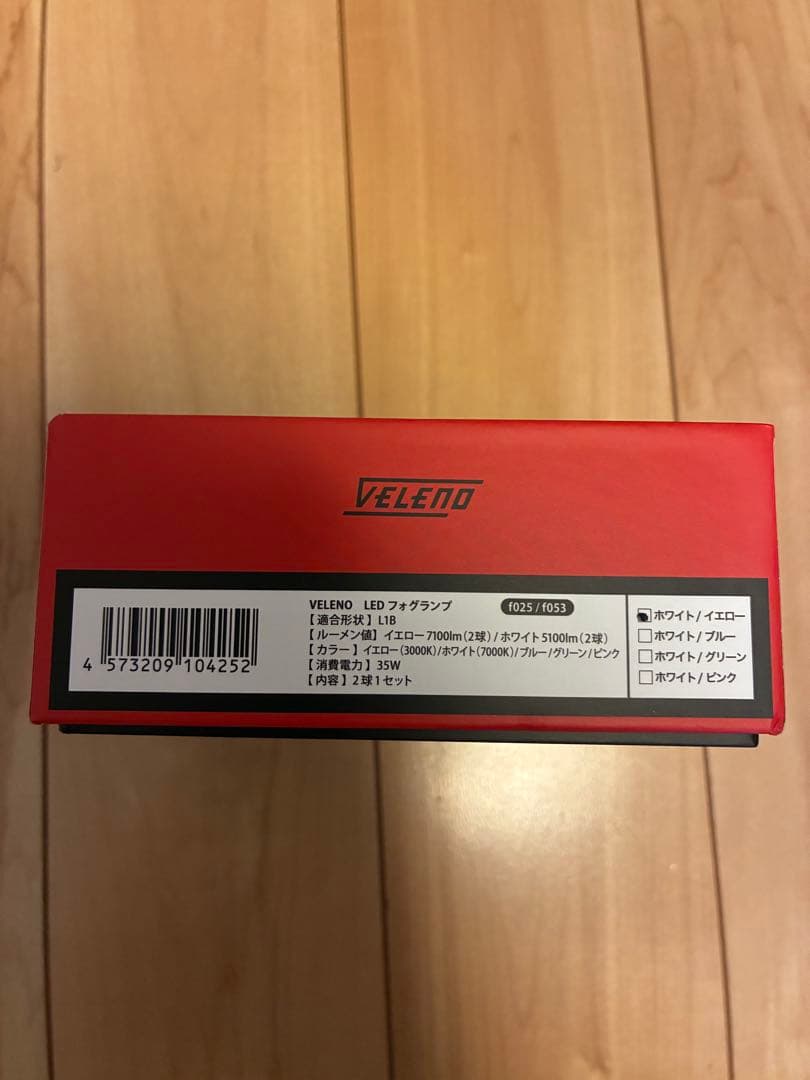 VELENO
VELENO LED フォグランプ f025 / f053
【適合形状】L1B
【ルーメン値】イエロー7100lm(2球)/ホワイト5100lm(2球)
【カラー】イエロー(3000K)/ホワイト(7000K)/ブルー/グリーン/ピンク
【消費電力】35W
【内容】2球1セット
4 573209 104252
ホワイト/イエロー
ホワイト/ブルー
ホワイト/グリーン
ホワイト/ピンク